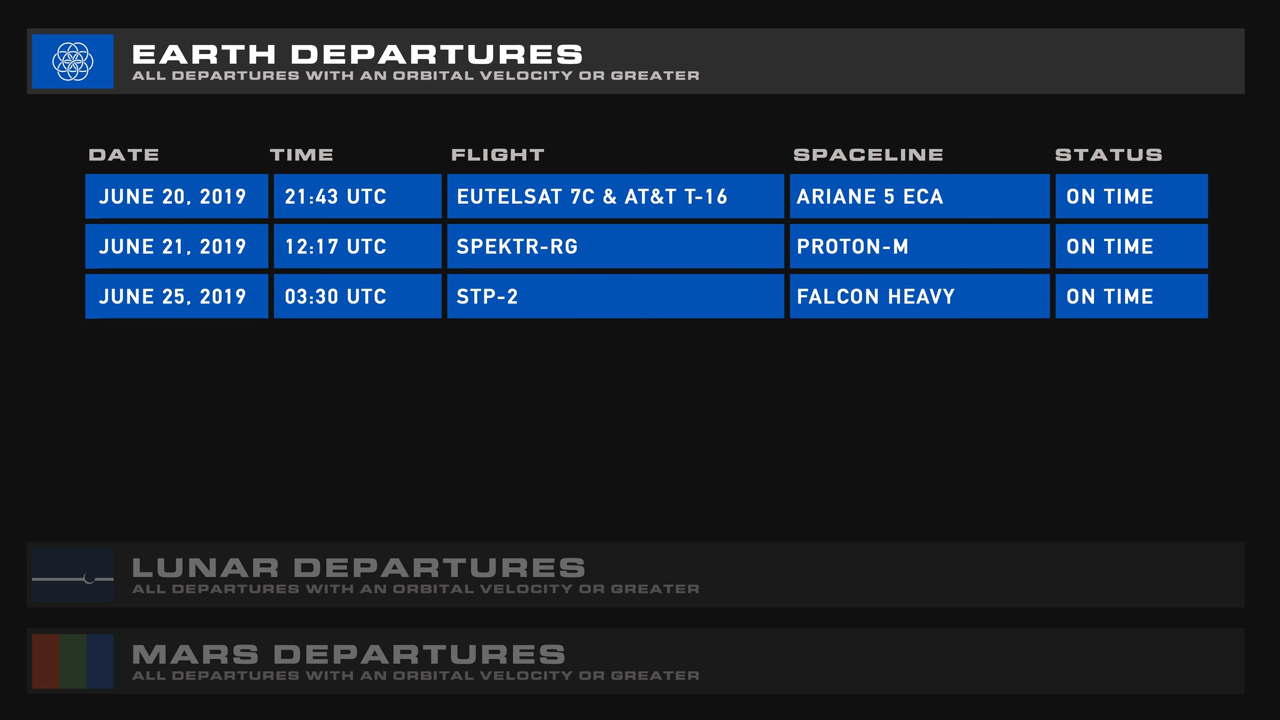 EARTH DEPARTURES
ALL DEPARTURES WITH AN ORBITAL VELOCITY OR GREATER
DATE TIME FLIGHT SPACELINE STATUS
JUNE 20, 2019 21:43 UTC EUTELSAT 7C & AT&T T-16 ARIANE 5 ECA ON TIME
JUNE 21, 2019 12:17 UTC SPEKTR-RG PROTON-M ON TIME
JUNE 25, 2019 03:30 UTC STP-2 FALCON HEAVY ON TIME
LUNAR DEPARTURES
ALL DEPARTURES WITH AN ORBITAL VELOCITY OR GREATER
MARS DEPARTURES
ALL DEPARTURES WITH AN ORBITAL VELOCITY OR GREATER